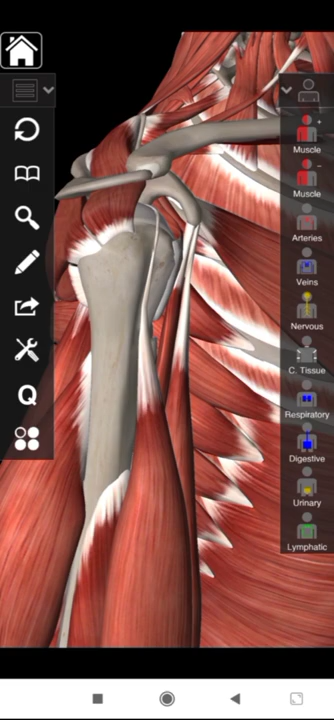 Q
+
Muscle
−
Muscle
Arteries
Veins
Nervous
C. Tissue
Respiratory
Digestive
Urinary
Lymphatic